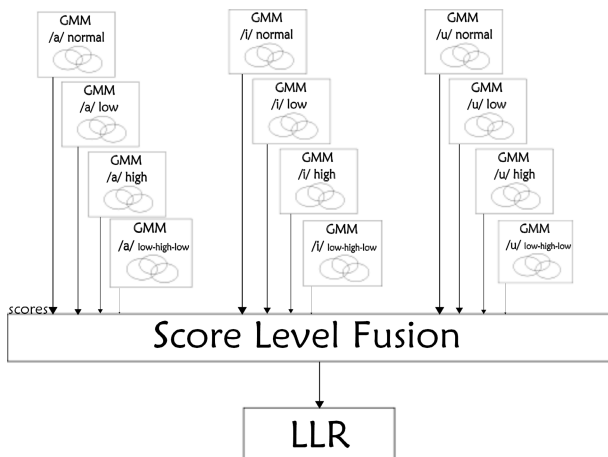 GMM
/a/ normal
GMM
/i/ normal
GMM
/u/ normal
GMM
/a/ low
GMM
/i/ low
GMM
/u/ low
GMM
/a/ high
GMM
/i/ high
GMM
/u/ high
GMM
/a/ low-high-low
GMM
/i/ low-high-low
GMM
/u/ low-high-low
scores
Score Level Fusion
LLR